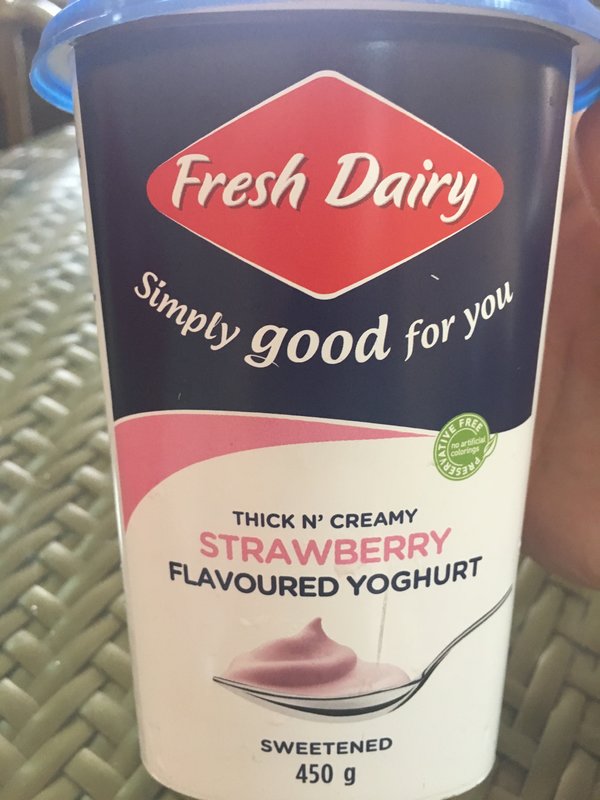 Fresh Dairy
Simply good for you
PRESERVATIVE FREE
no artificial
colorings
THICK N' CREAMY
STRAWBERRY
FLAVOURED YOGHURT
SWEETENED
450 g